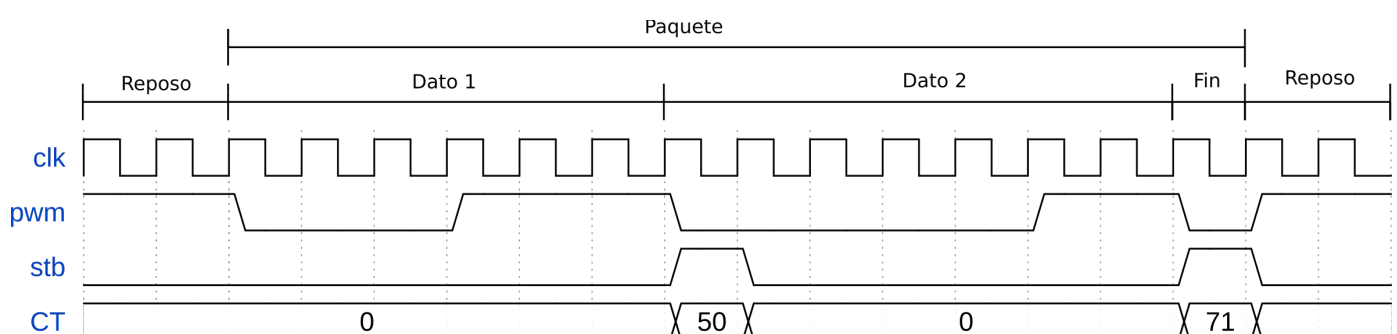 Paquete
Reposo Dato 1 Dato 2 Fin Reposo
clk
pwm
stb
CT 0 50 0 71